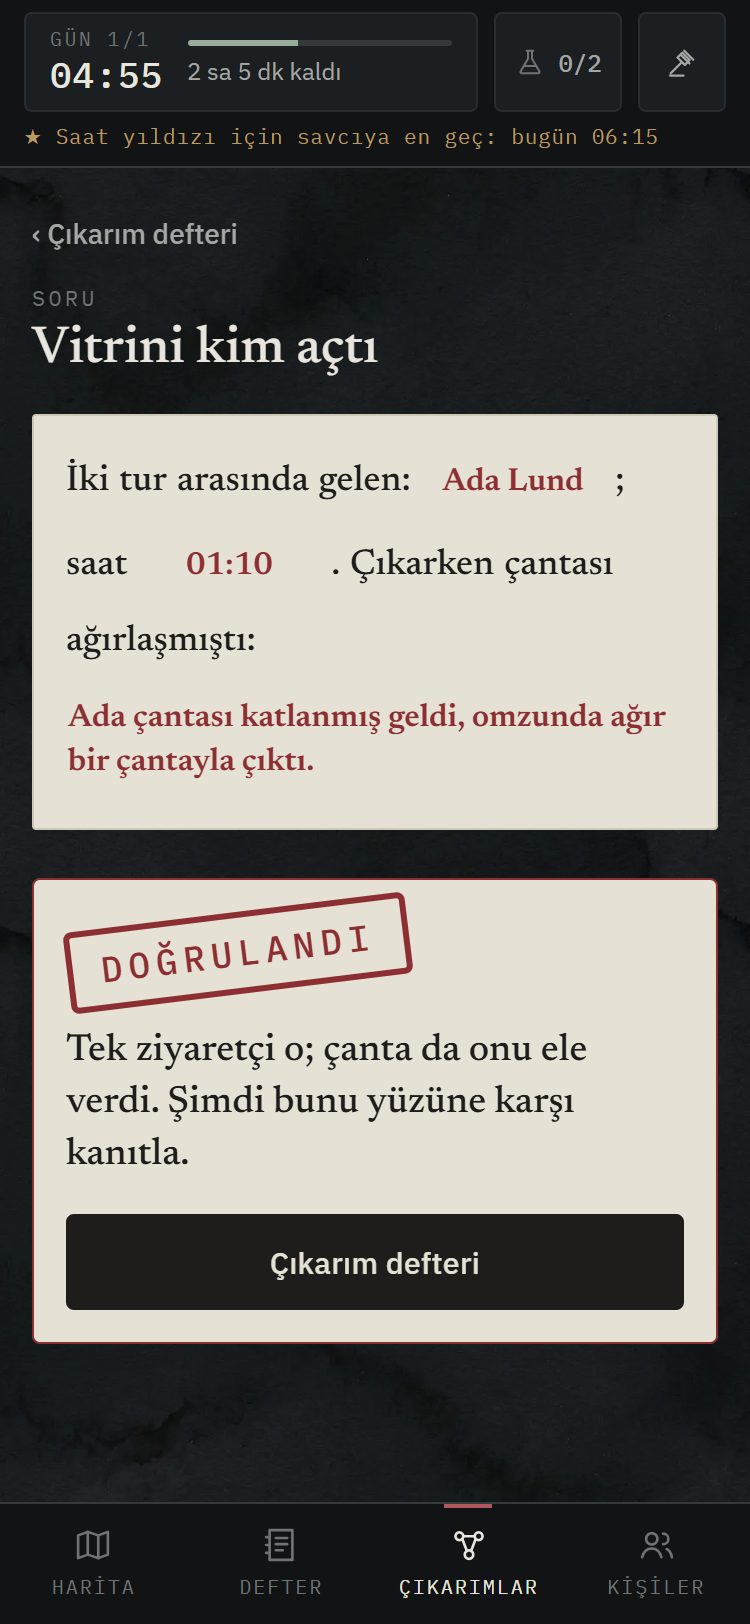 GÜN 1/1
04:55
2 sa 5 dk kaldı
0/2
★ Saat yıldızı için savcıya en geç: bugün 06:15
‹ Çıkarım defteri
SORU
Vitrini kim açtı
İki tur arasında gelen: Ada Lund ;
saat 01:10 . Çıkarken çantası
ağırlaşmıştı:
Ada çantası katlanmış geldi, omzunda ağır
bir çantayla çıktı.
DOĞRULANDI
Tek ziyaretçi o; çanta da onu ele
verdi. Şimdi bunu yüzüne karşı
kanıtla.
Çıkarım defteri
HARİTA
DEFTER
ÇIKARIMLAR
KİŞİLER